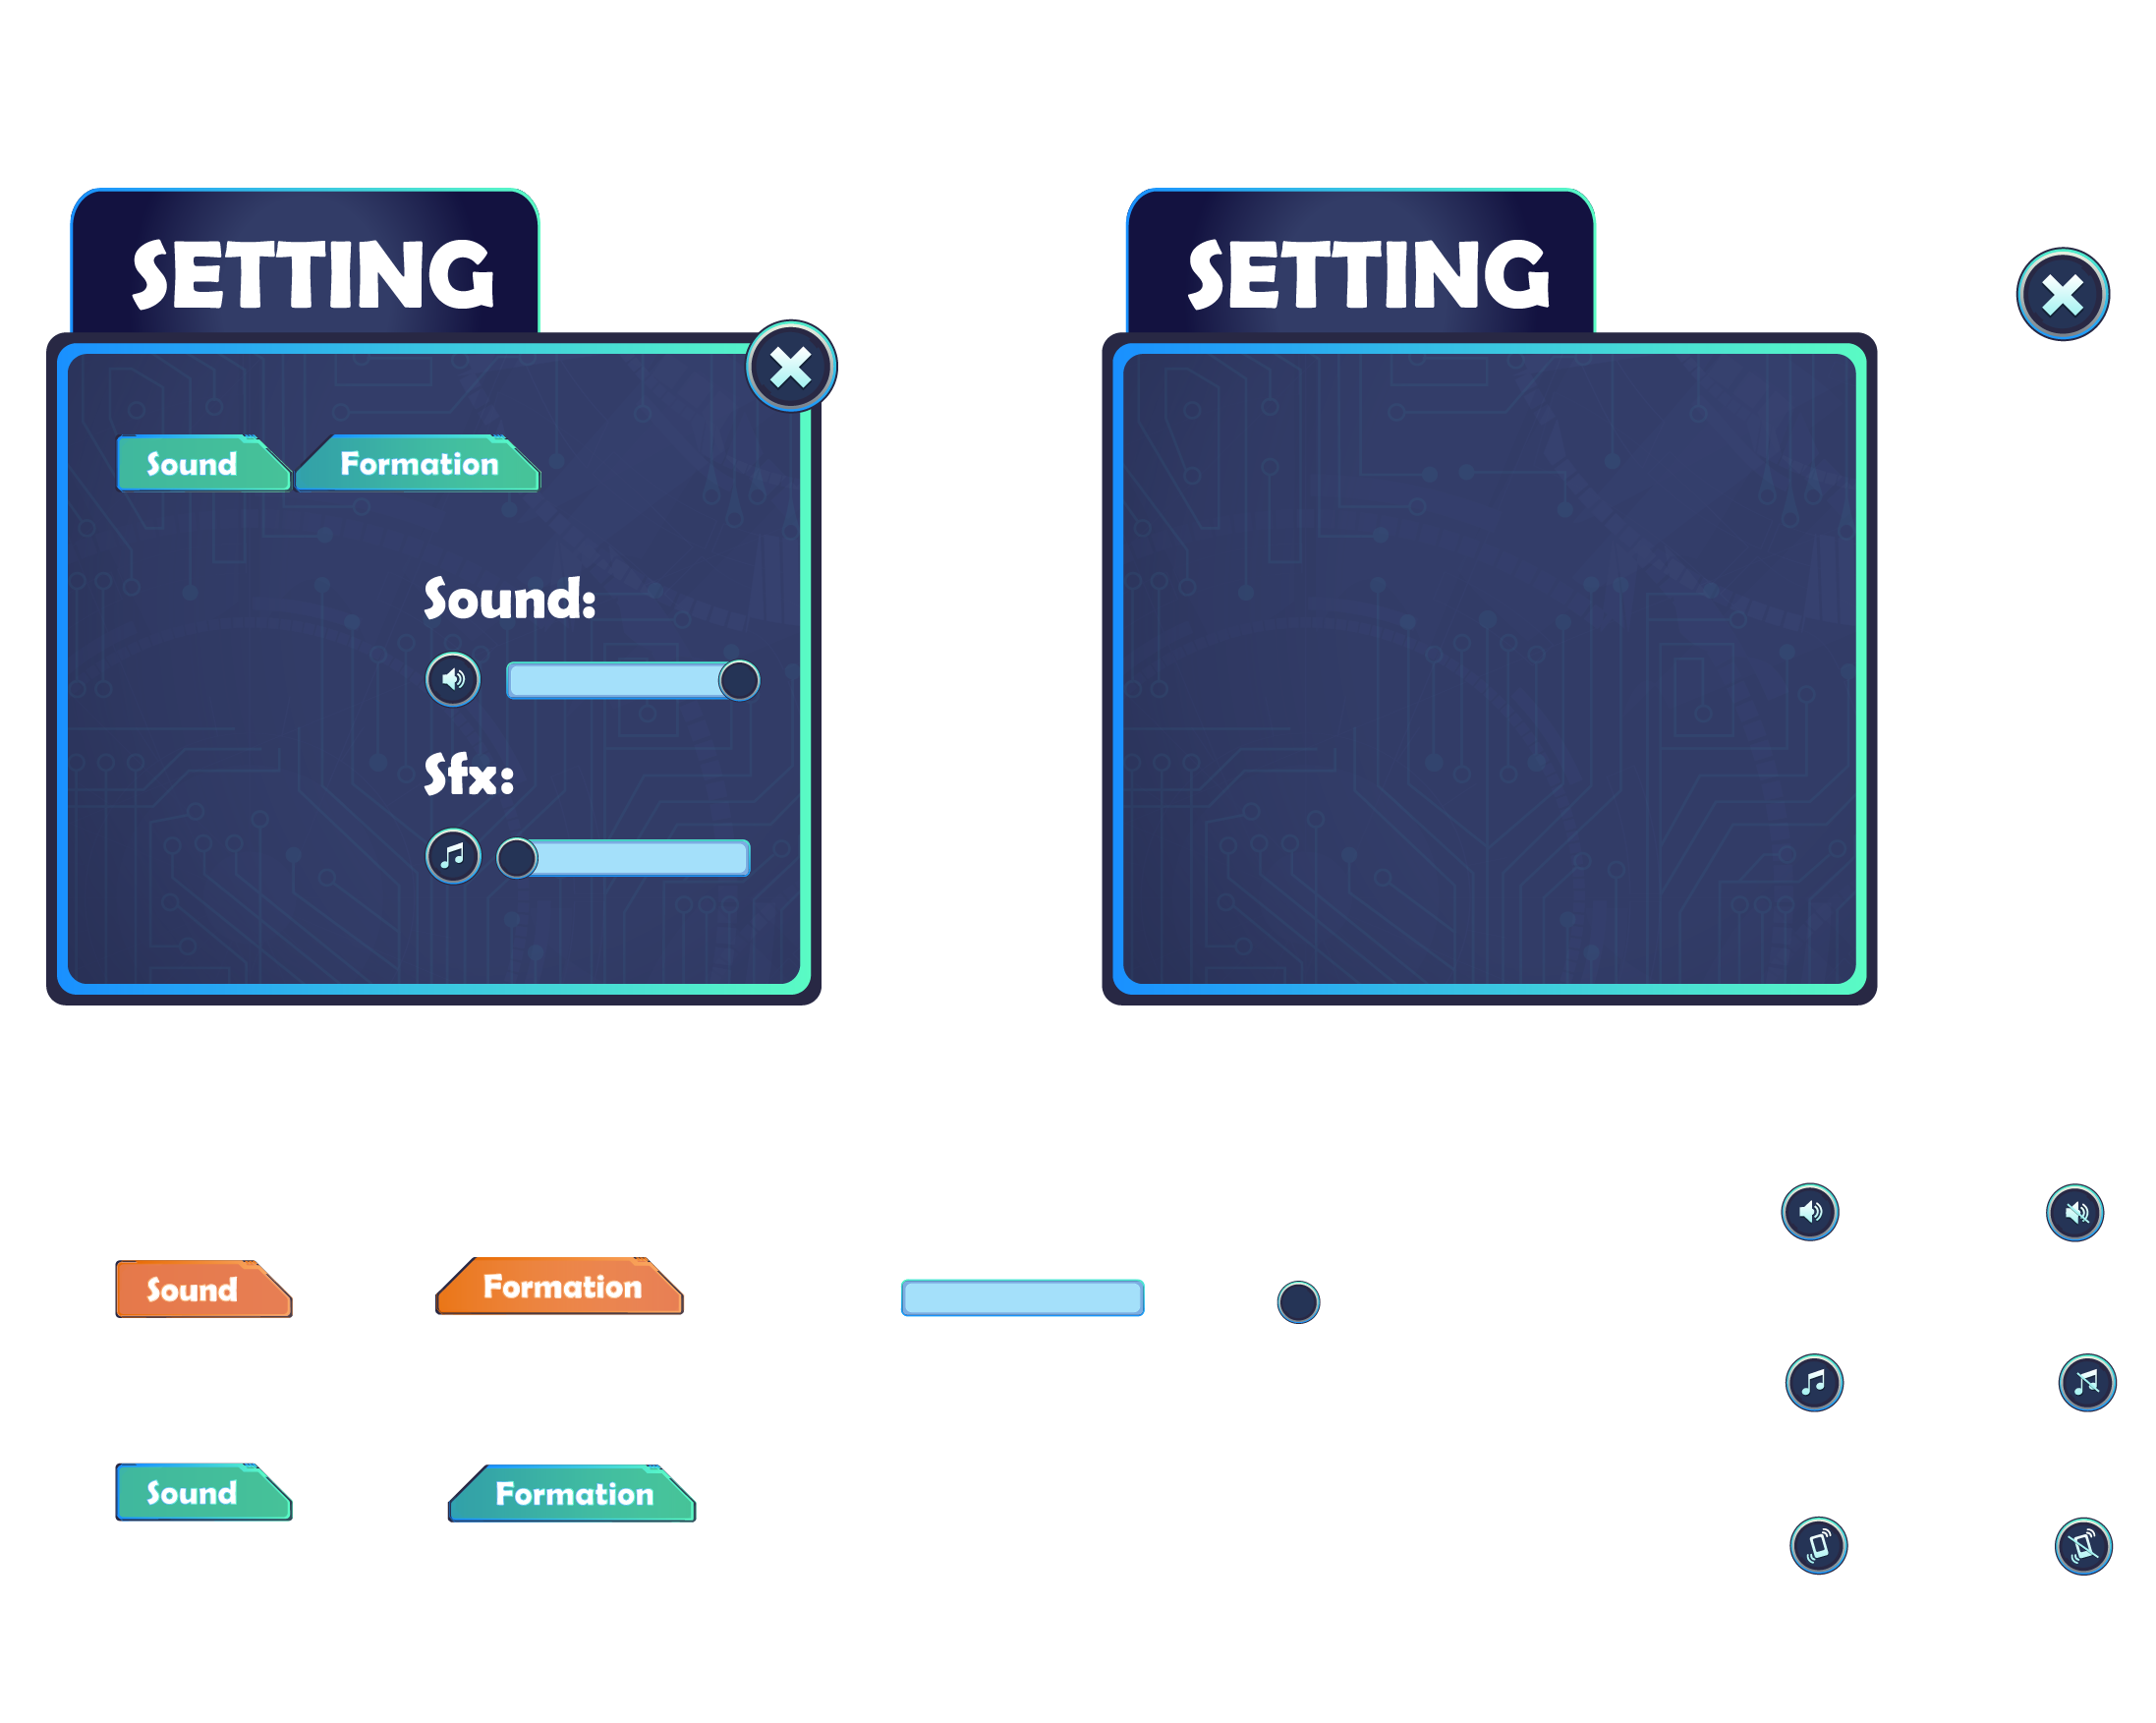 SETTING
Sound
Formation
Sound:
Sfx:
SETTING
Sound
Formation
Sound
Formation